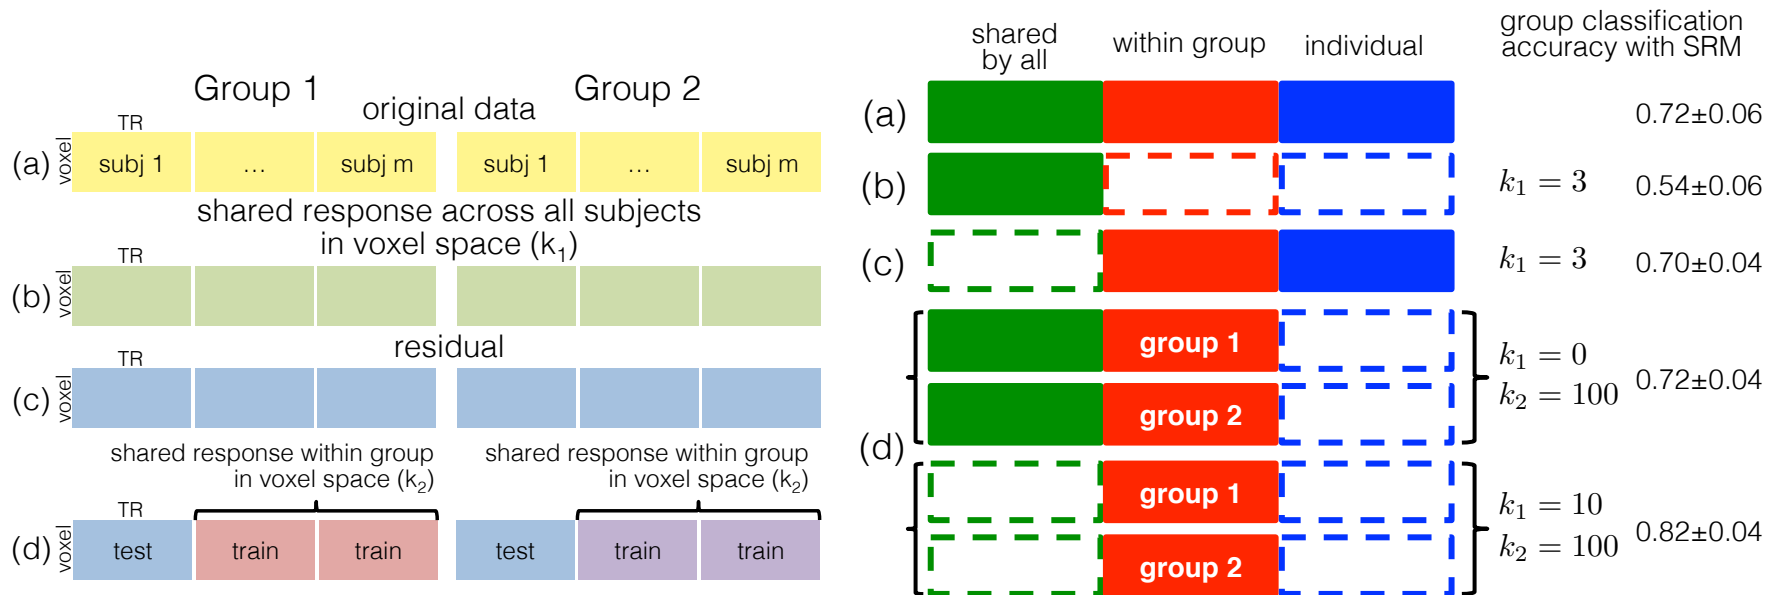 Group 1
Group 2
original data
TR
voxel
(a)
subj 1
...
subj m
subj 1
...
subj m
shared response across all subjects
in voxel space (k₁)
TR
voxel
(b)
residual
TR
voxel
(c)
shared response within group
in voxel space (k₂)
shared response within group
in voxel space (k₂)
TR
voxel
(d)
test
train
train
test
train
train
shared
by all
within group
individual
group classification
accuracy with SRM
(a)
0.72±0.06
(b)
k₁ = 3
0.54±0.06
(c)
k₁ = 3
0.70±0.04
(d)
group 1
group 2
k₁ = 0
k₂ = 100
0.72±0.04
group 1
group 2
k₁ = 10
k₂ = 100
0.82±0.04